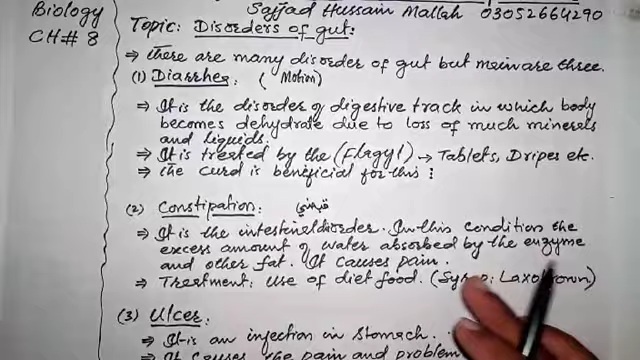 Biology
CH# 8
Sajjad Hussain Mallah 03052664290
Topic: Disorders of gut:
⇒ There are many disorder of gut but main are three.
(1) Diarrhea: (Motion)
⇒ It is the disorder of digestive track in which body
becomes dehydrate due to loss of much minerals
and liquids.
⇒ It is treated by the (Flagyl) → Tablets, Dripes etc.
⇒ The curd is beneficial for this :
(2) Constipation: قبضی
⇒ It is the intestinel disorder. In this condition the
excess amount of water absorbed by the enzyme
and other fat. It causes pain.
⇒ Treatment: Use of diet food. (Syrup: Laxoberon)
(3) Ulcer:
⇒ It is an injection in stomach.
⇒ It causes the pain and problem